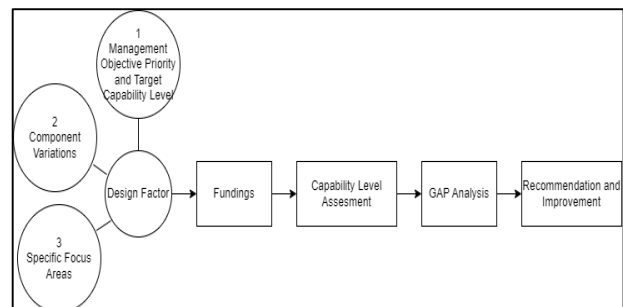 1
Management
Objective Priority
and Target
Capability Level
2
Component
Variations
3
Specific Focus
Areas
Design Factor
Fundings
Capability Level
Assesment
GAP Analysis
Recommendation and
Improvement